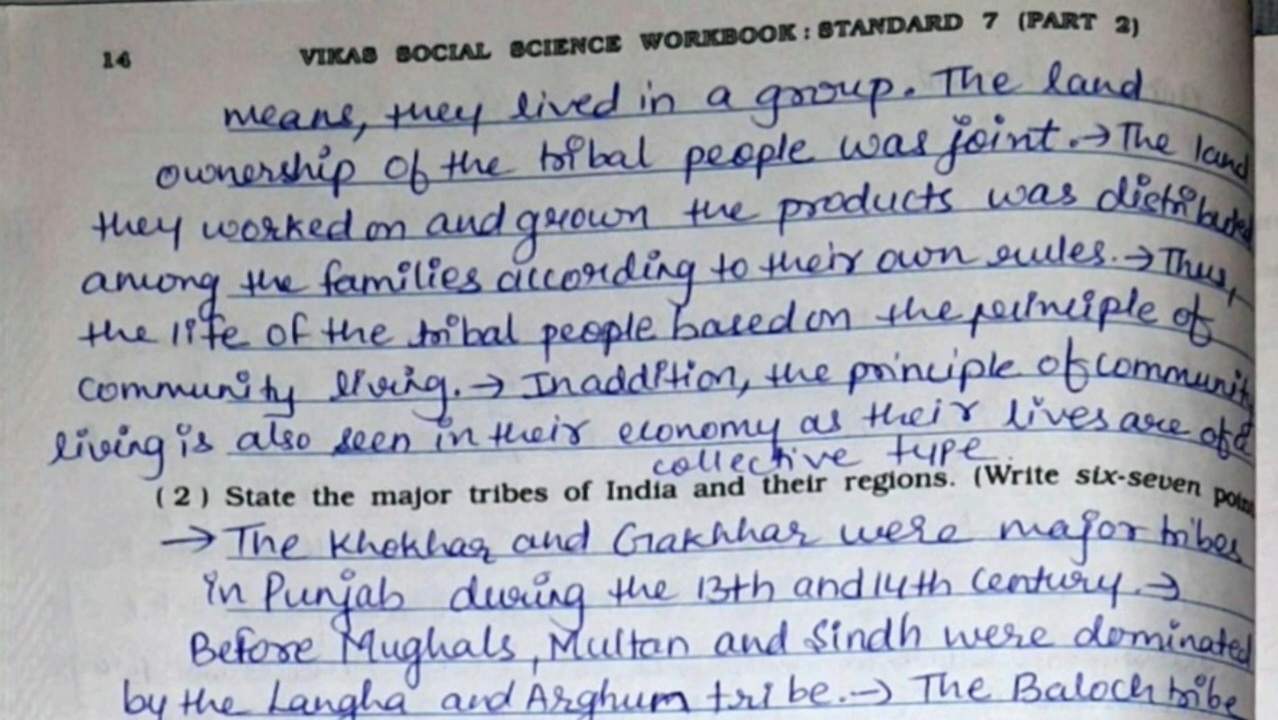 14 VIKAS SOCIAL SCIENCE WORKBOOK : STANDARD 7 (PART 2)
means, they lived in a group. The land
ownership of the tribal people was joint. → The land
they worked on and grown the products was distributed
among the families according to their own rules. → Thus,
the life of the tribal people based on the principle of
community living. → In addition, the principle of community
living is also seen in their economy as their lives are of
collective type.
(2) State the major tribes of India and their regions. (Write six-seven
→ The Khokhar and Gakhhar were major tribes
in Punjab during the 13th and 14th Century. →
Before Mughals, Multan and Sindh were dominated
by the Langha and Arghum tribe. → The Baloch tribe